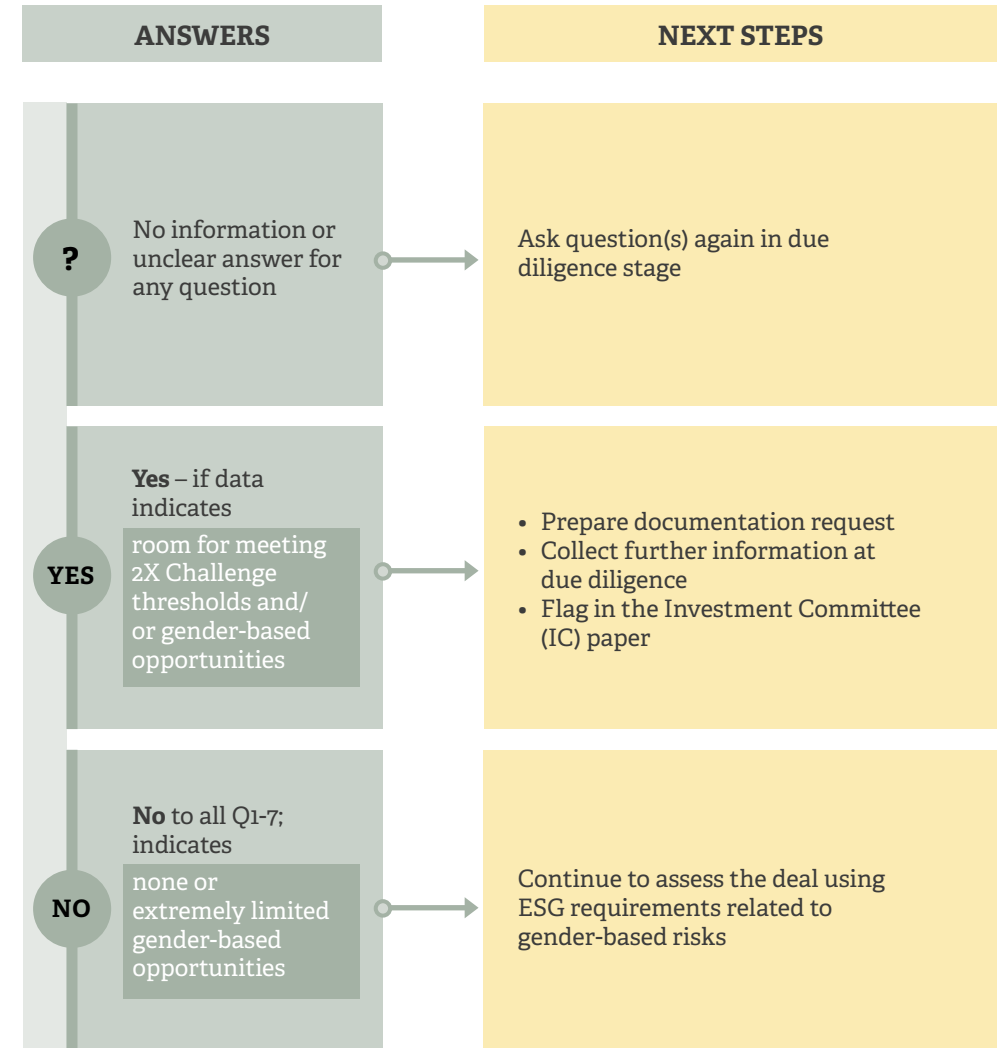 ANSWERS
NEXT STEPS
?
No information or
unclear answer for
any question
Ask question(s) again in due
diligence stage
YES
Yes – if data
indicates
room for meeting
2X Challenge
thresholds and/
or gender-based
opportunities
• Prepare documentation request
• Collect further information at
due diligence
• Flag in the Investment Committee
(IC) paper
NO
No to all Q1-7;
indicates
none or
extremely limited
gender-based
opportunities
Continue to assess the deal using
ESG requirements related to
gender-based risks